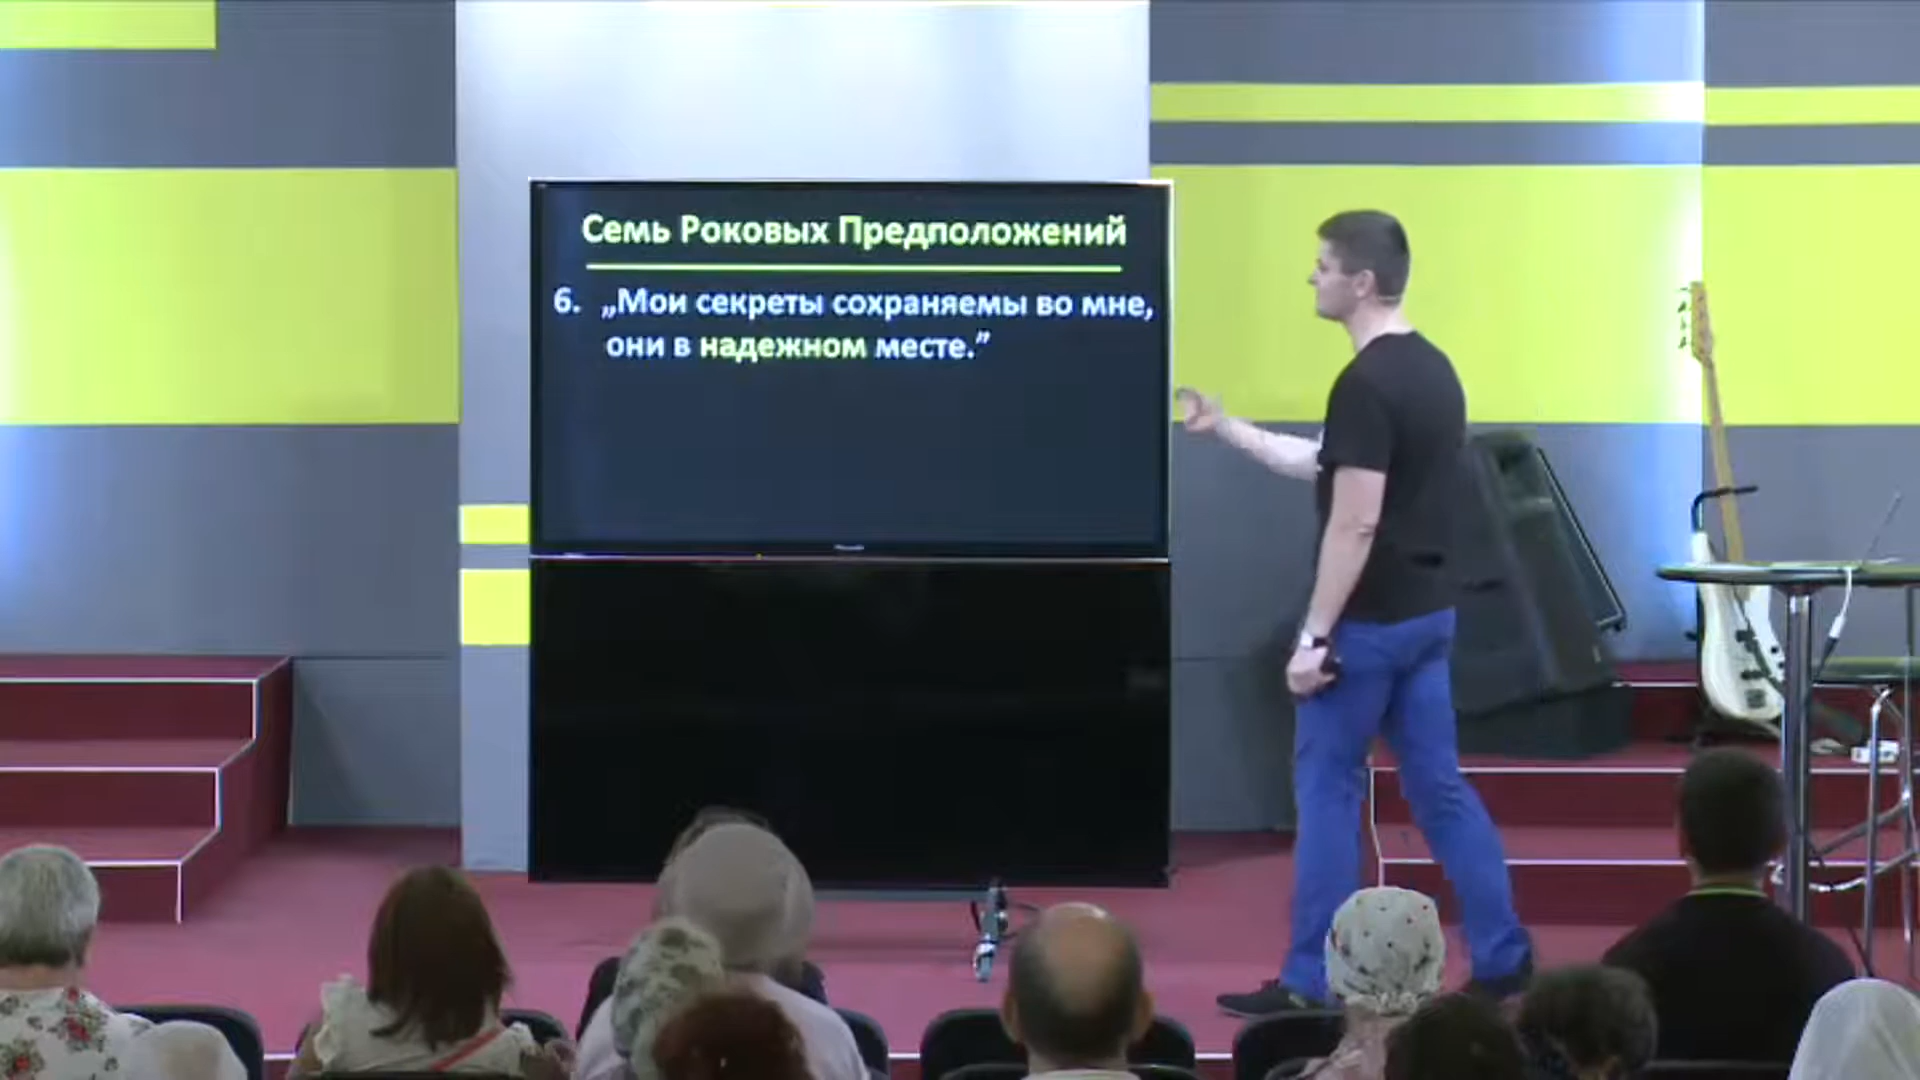 Семь Роковых Предположений
6. „Мои секреты сохраняемы во мне,
они в надежном месте.”